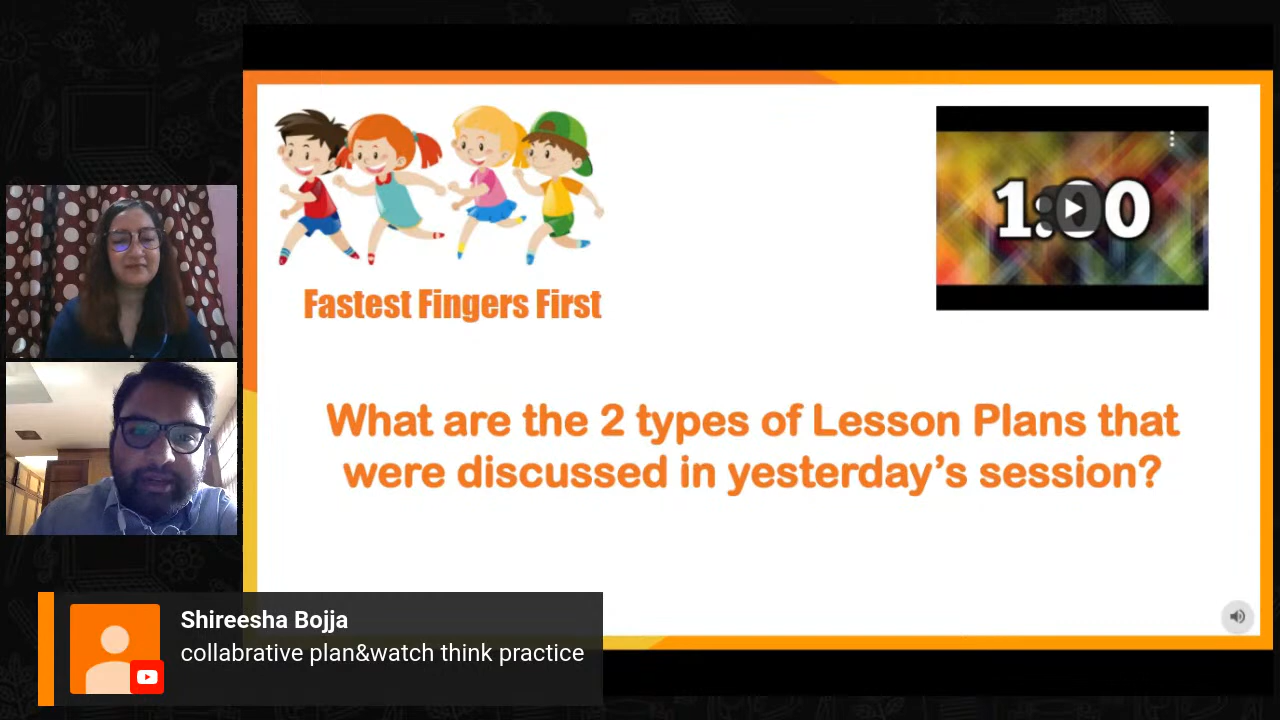 1:00
Fastest Fingers First
What are the 2 types of Lesson Plans that
were discussed in yesterday's session?
Shireesha Bojja
collabrative plan&watch think practice